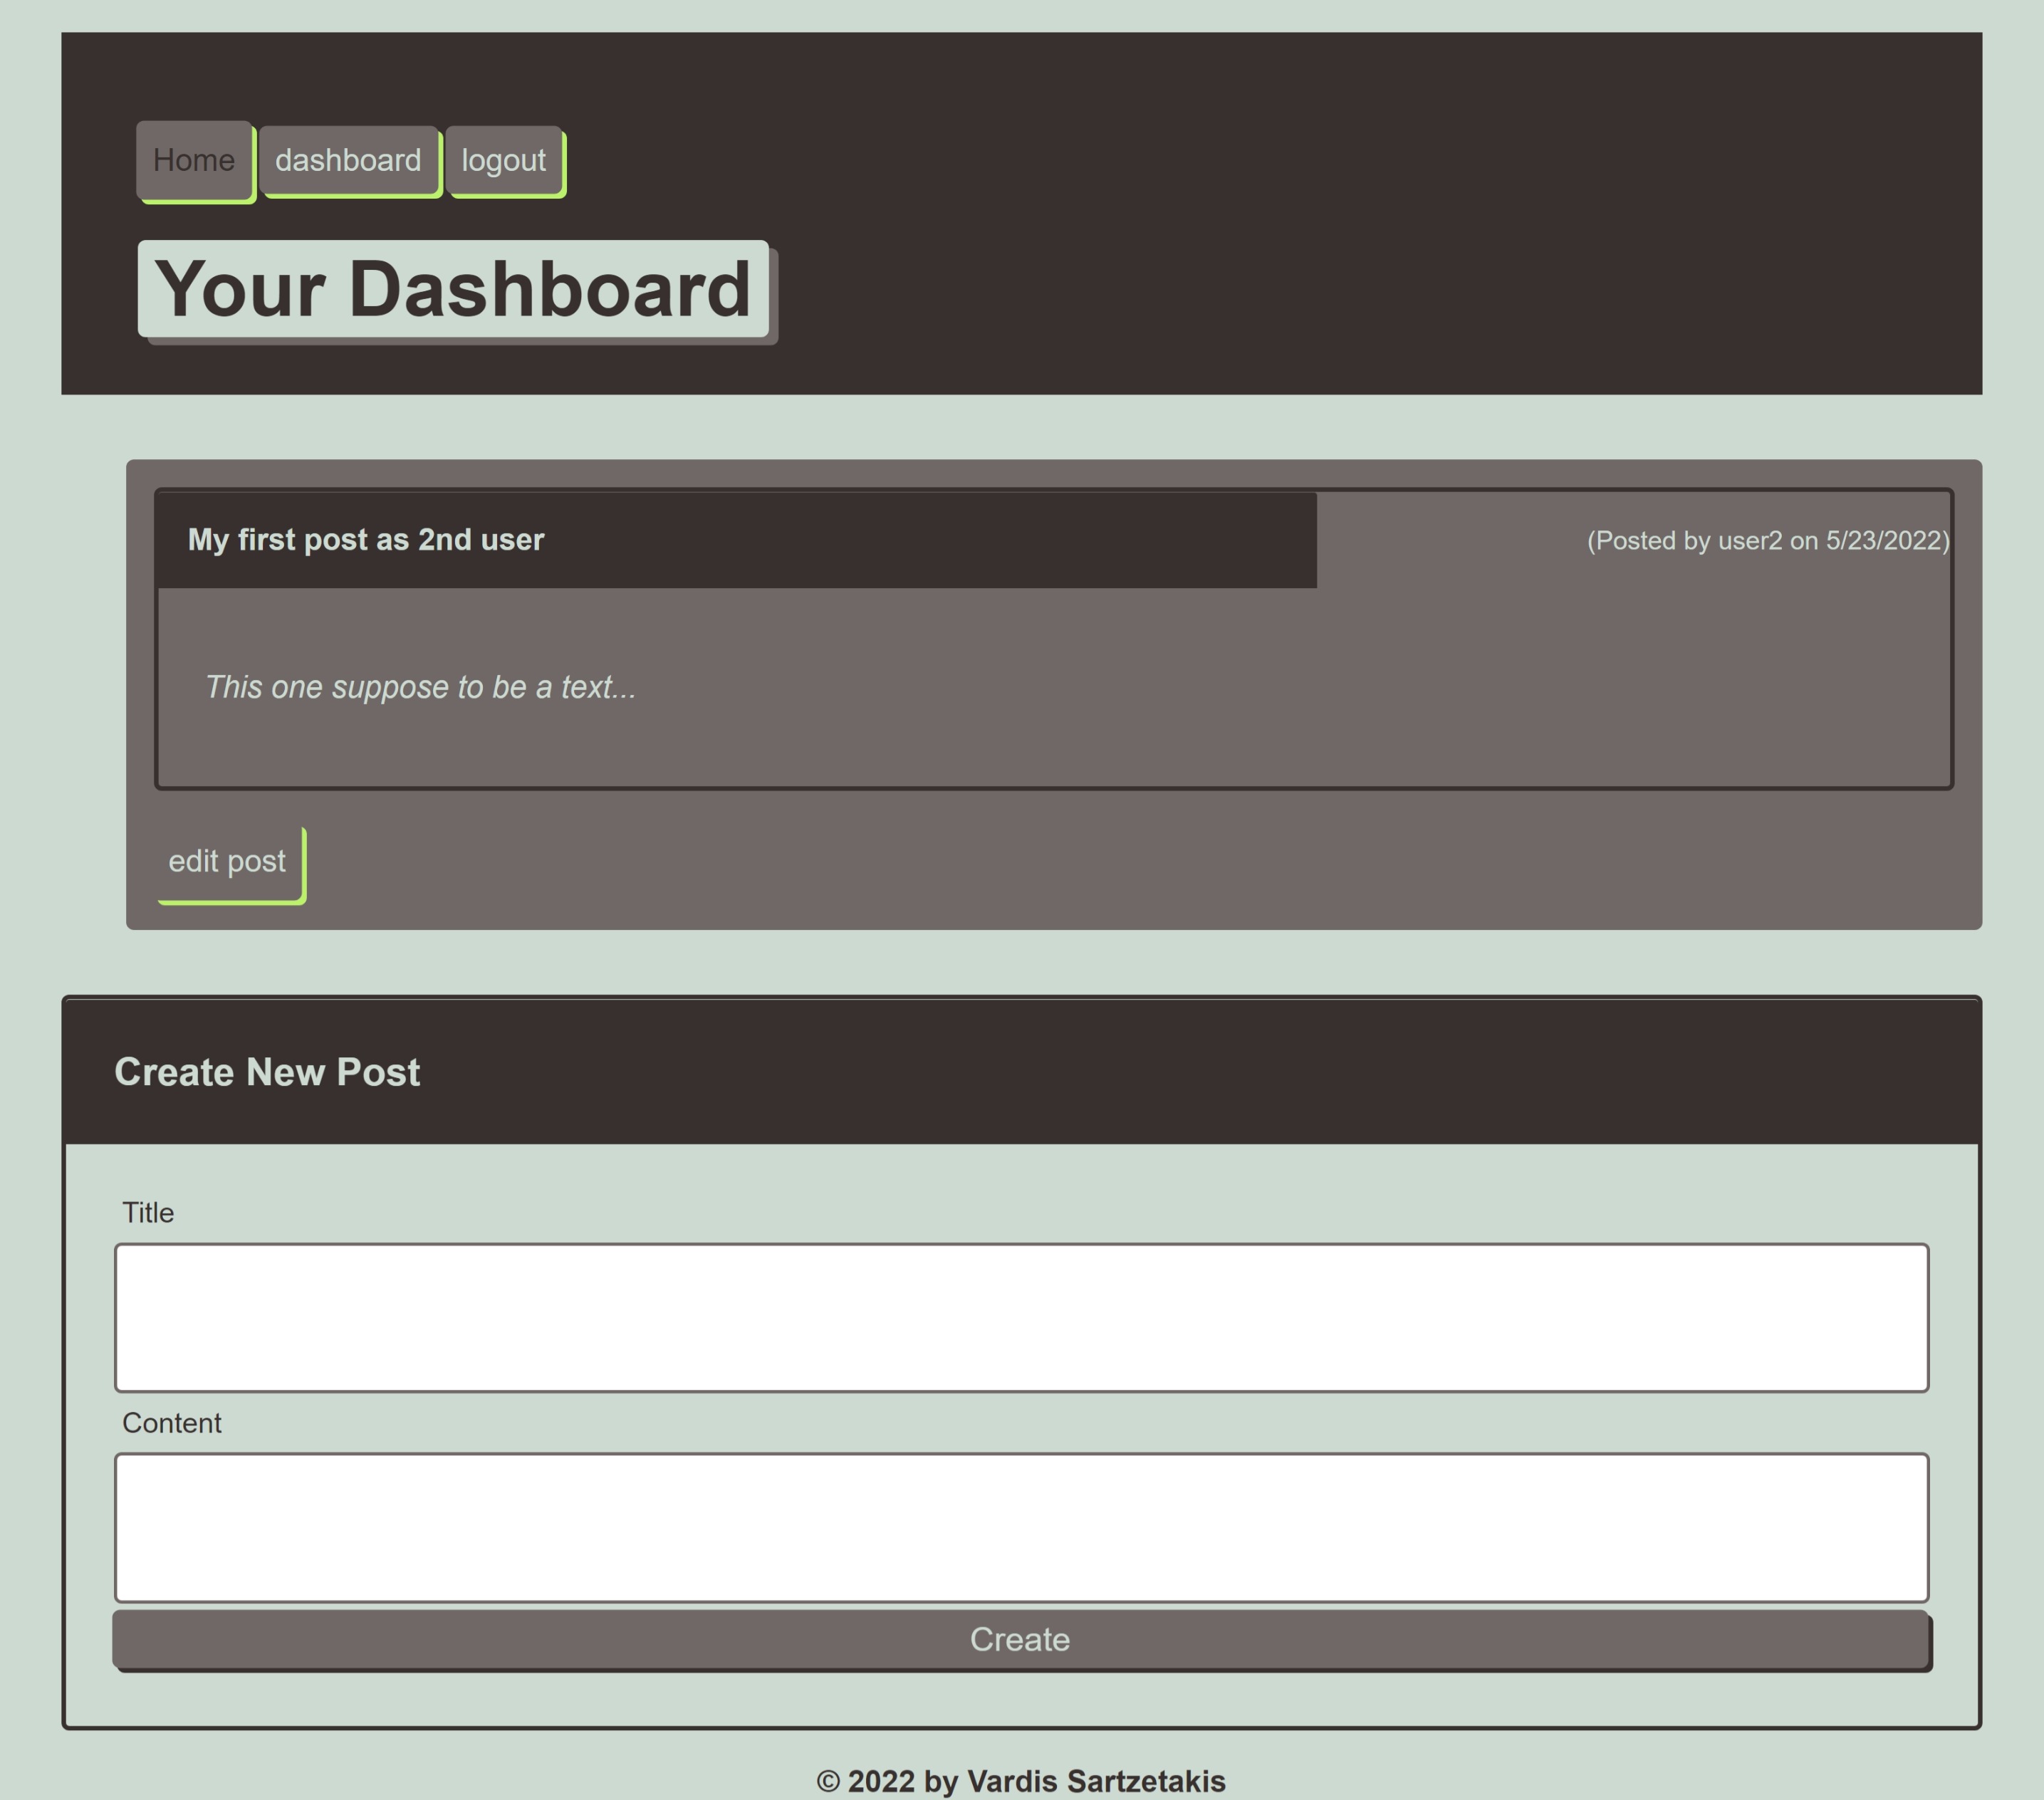 Home dashboard logout
Your Dashboard
My first post as 2nd user (Posted by user2 on 5/23/2022)
This one suppose to be a text...
edit post
Create New Post
Title
Content
Create
© 2022 by Vardis Sartzetakis